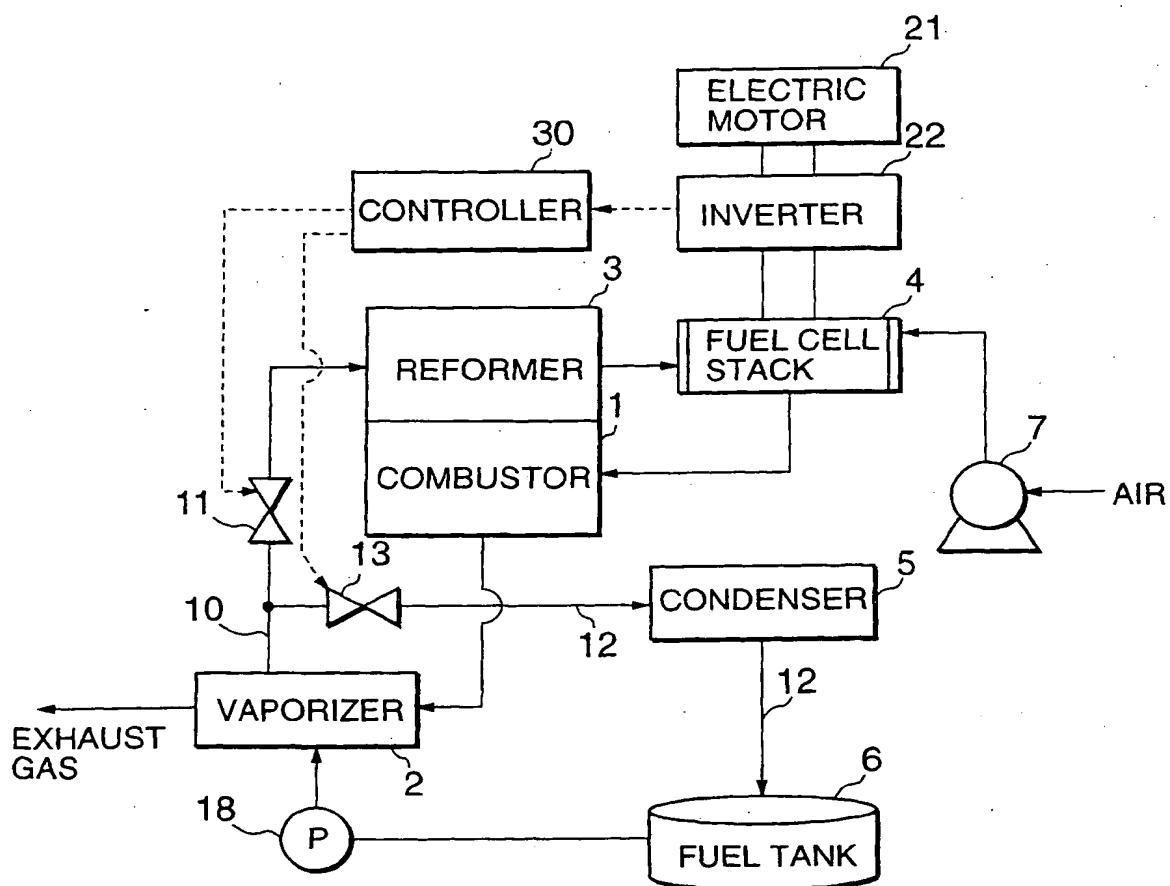 21
ELECTRIC
MOTOR
22
30
CONTROLLER
INVERTER
3
4
REFORMER
FUEL CELL
STACK
1
7
COMBUSTOR
AIR
11
13
5
CONDENSER
10
12
VAPORIZER
12
EXHAUST
GAS
2
6
18
P
FUEL TANK